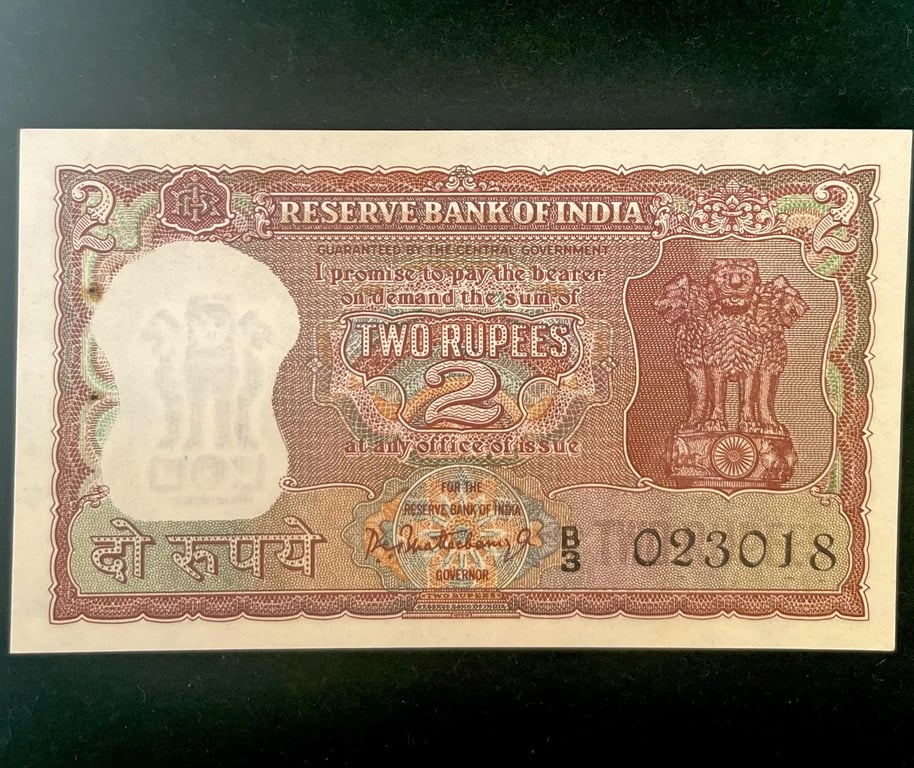 2 RESERVE BANK OF INDIA 2
GUARANTEED BY THE CENTRAL GOVERNMENT
I promise to pay the bearer
on demand the sum of
TWO RUPEES
2
at any office of issue
FOR THE
RESERVE BANK OF INDIA
GOVERNOR
दो रुपये
B
3 023018